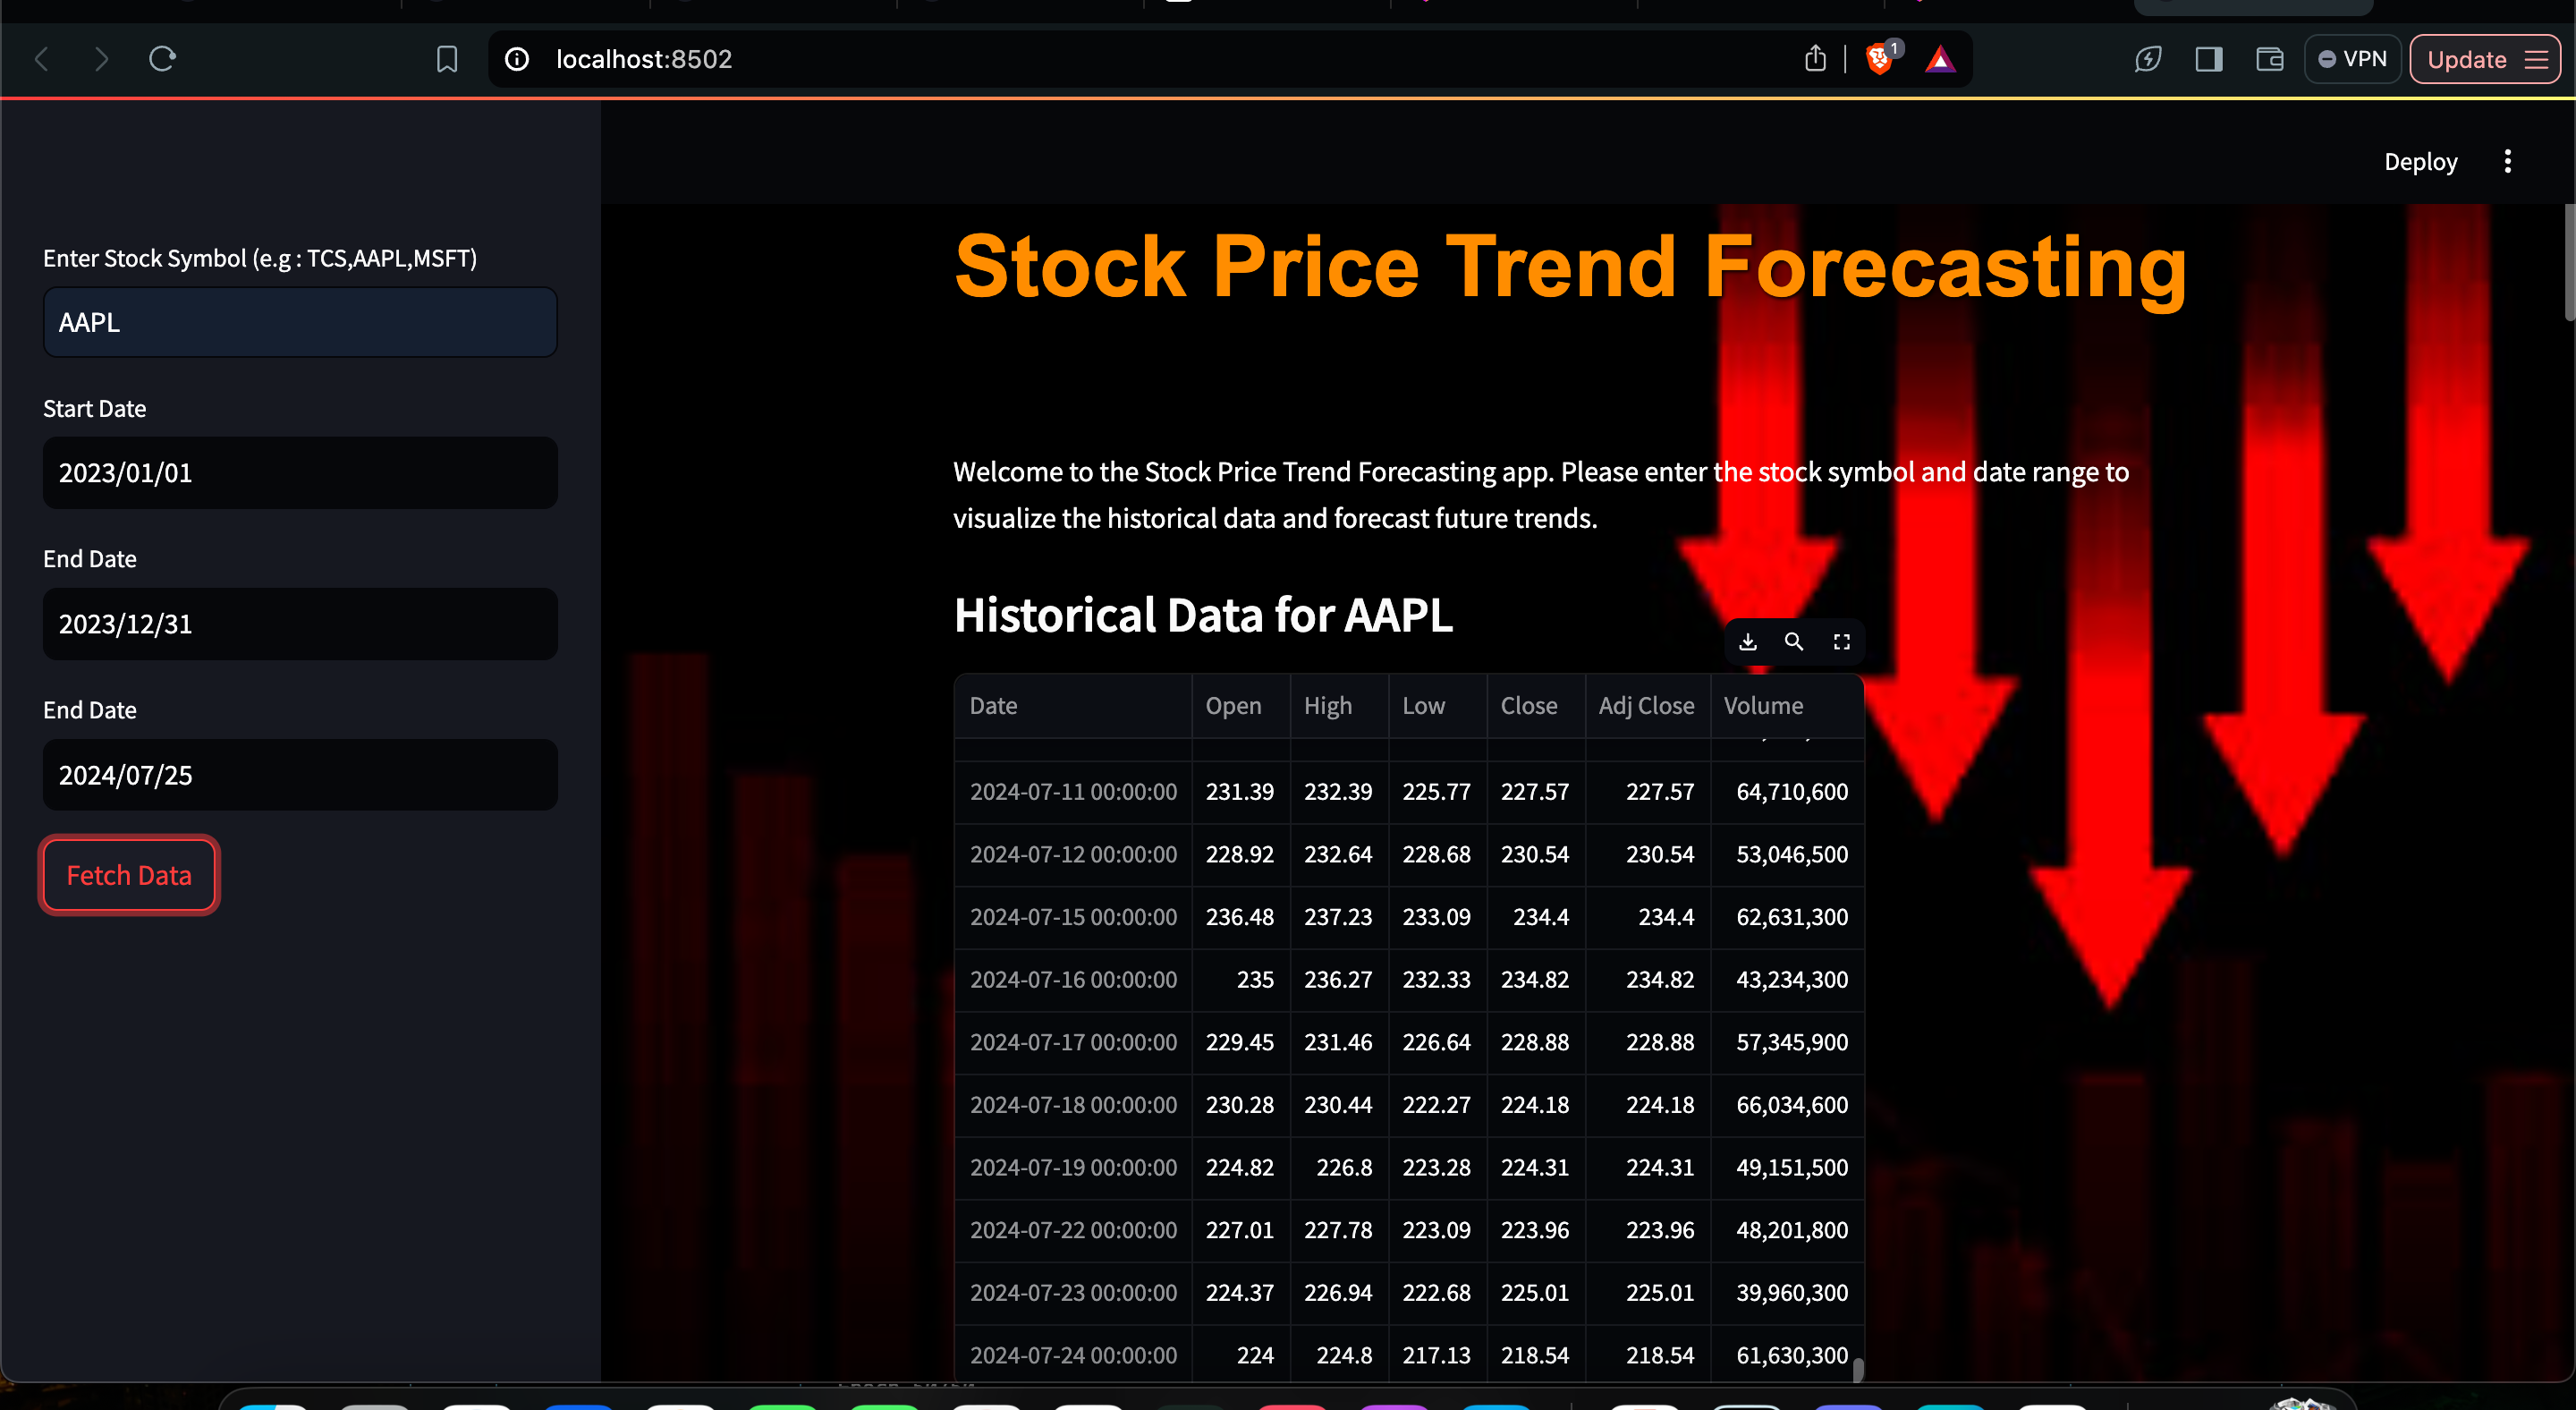 localhost:8502
1
VPN
Update
Deploy
Enter Stock Symbol (e.g : TCS,AAPL,MSFT)
AAPL
Start Date
2023/01/01
End Date
2023/12/31
End Date
2024/07/25
Fetch Data
Stock Price Trend Forecasting
Welcome to the Stock Price Trend Forecasting app. Please enter the stock symbol and date range to
visualize the historical data and forecast future trends.
Historical Data for AAPL
Date Open High Low Close Adj Close Volume
2024-07-11 00:00:00 231.39 232.39 225.77 227.57 227.57 64,710,600
2024-07-12 00:00:00 228.92 232.64 228.68 230.54 230.54 53,046,500
2024-07-15 00:00:00 236.48 237.23 233.09 234.4 234.4 62,631,300
2024-07-16 00:00:00 235 236.27 232.33 234.82 234.82 43,234,300
2024-07-17 00:00:00 229.45 231.46 226.64 228.88 228.88 57,345,900
2024-07-18 00:00:00 230.28 230.44 222.27 224.18 224.18 66,034,600
2024-07-19 00:00:00 224.82 226.8 223.28 224.31 224.31 49,151,500
2024-07-22 00:00:00 227.01 227.78 223.09 223.96 223.96 48,201,800
2024-07-23 00:00:00 224.37 226.94 222.68 225.01 225.01 39,960,300
2024-07-24 00:00:00 224 224.8 217.13 218.54 218.54 61,630,300